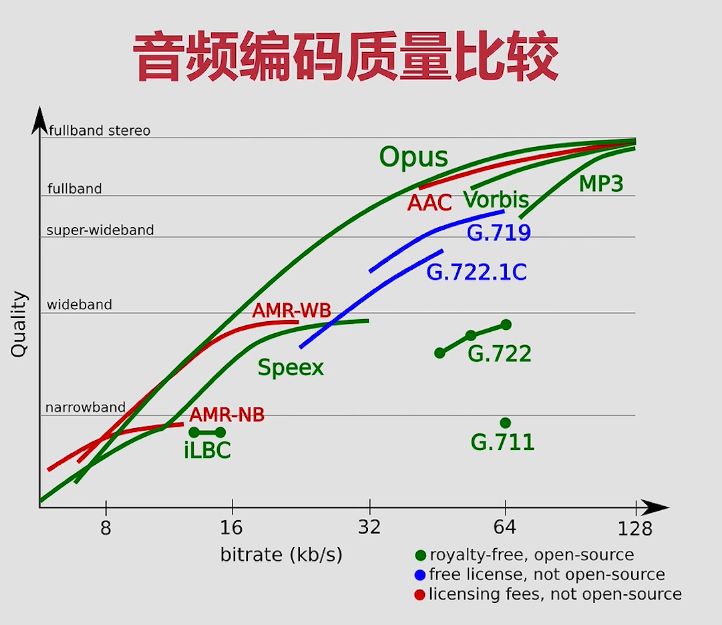 音频编码质量比较
fullband stereo
Opus
fullband
AAC
Vorbis
MP3
super-wideband
G.719
G.722.1C
wideband
AMR-WB
Speex
G.722
narrowband
AMR-NB
iLBC
G.711
Quality
8
16
32
64
128
bitrate (kb/s)
royalty-free, open-source
free license, not open-source
licensing fees, not open-source